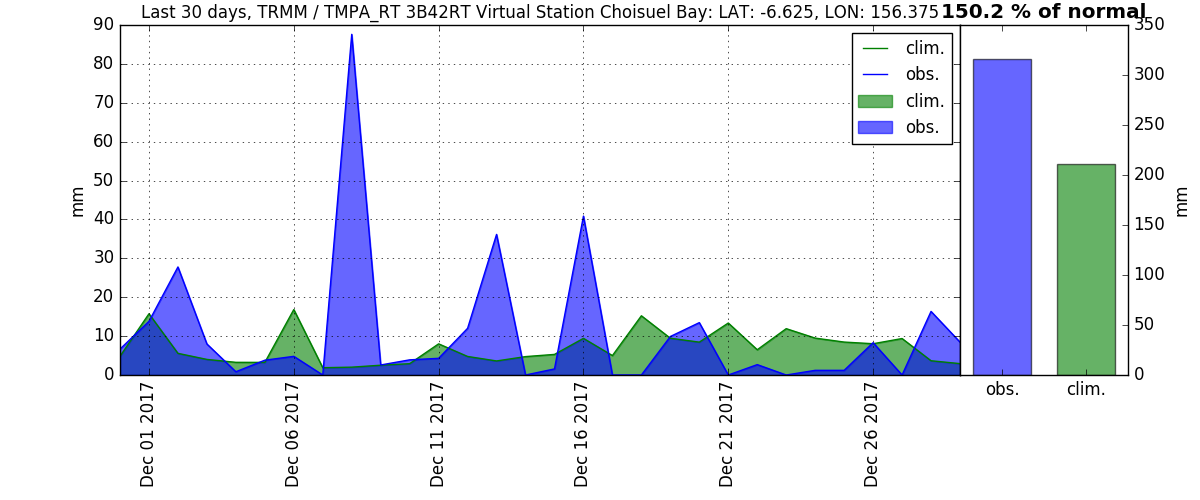 Last 30 days, TRMM / TMPA_RT 3B42RT Virtual Station Choisuel Bay: LAT: -6.625, LON: 156.375
150.2 % of normal
90
80
70
60
50
40
30
20
10
0
mm
clim.
obs.
clim.
obs.
Dec 01 2017
Dec 06 2017
Dec 11 2017
Dec 16 2017
Dec 21 2017
Dec 26 2017
350
300
250
200
150
100
50
0
mm
obs.
clim.